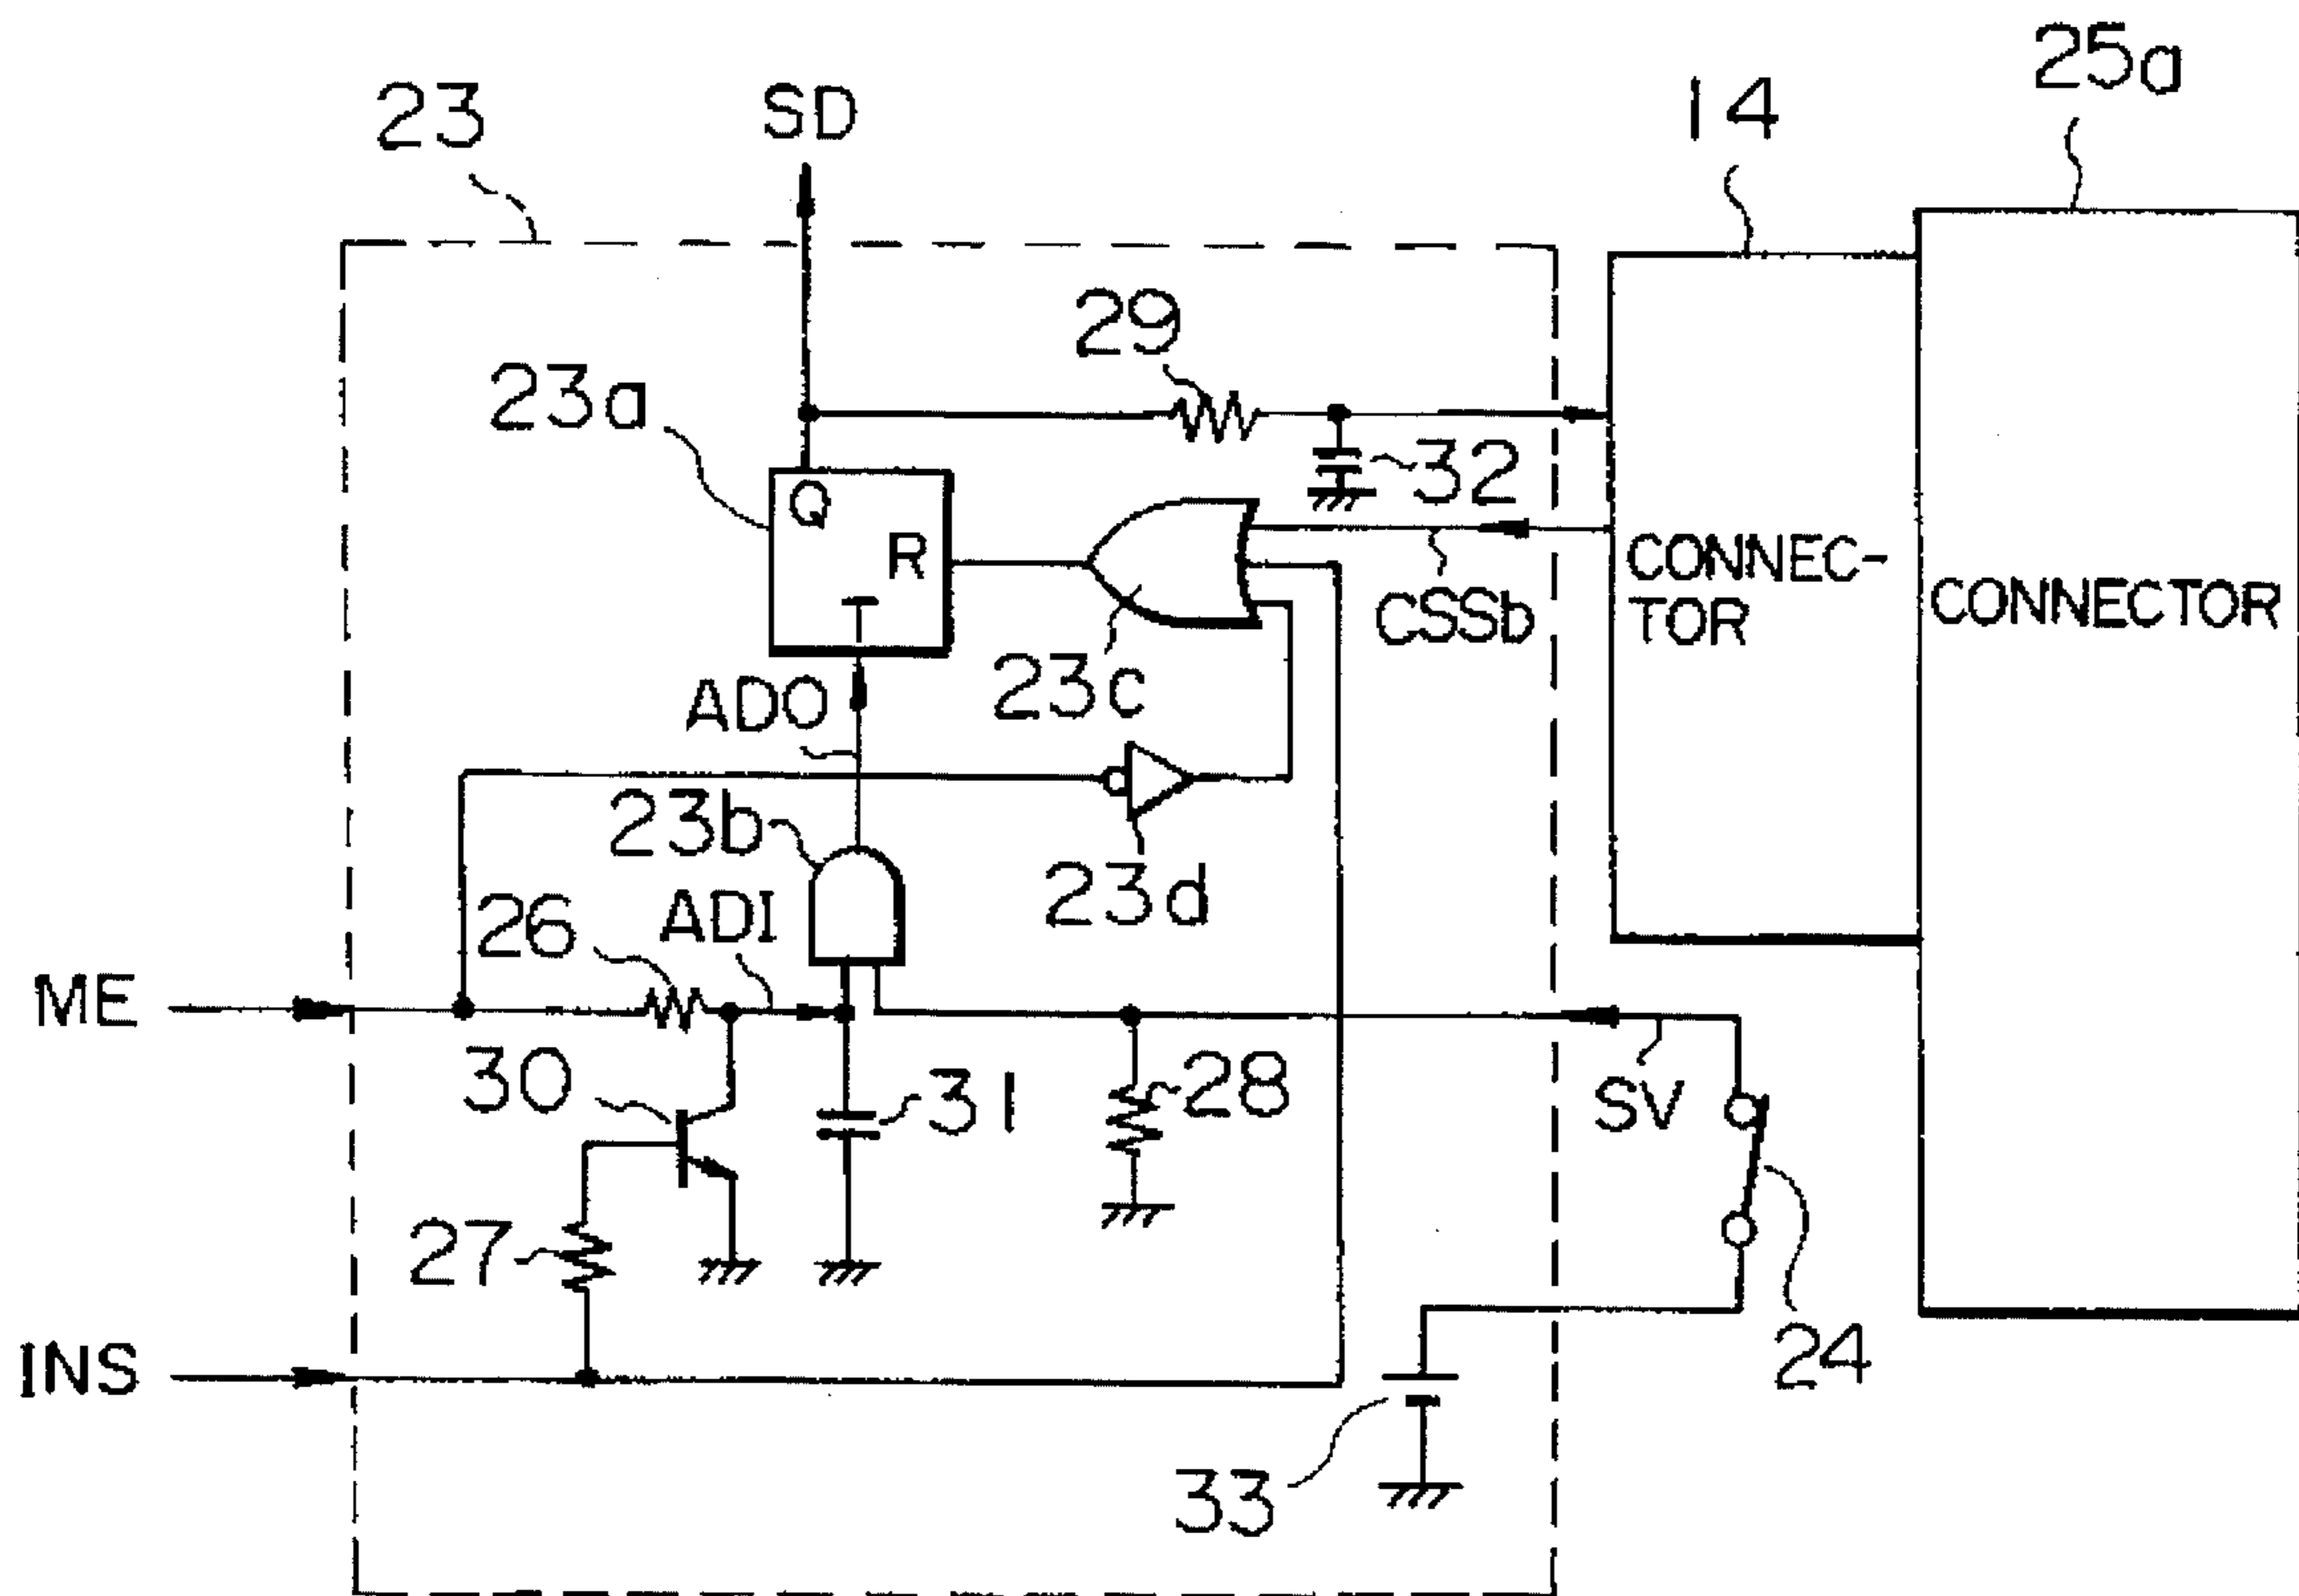 25a
23
SD
14
29
23a
32
Q
R
CONNEC-
TOR
CONNECTOR
T
CSSb
23c
ADO
23b
23d
26
ADI
ME
30
31
28
SV
27
INS
24
33